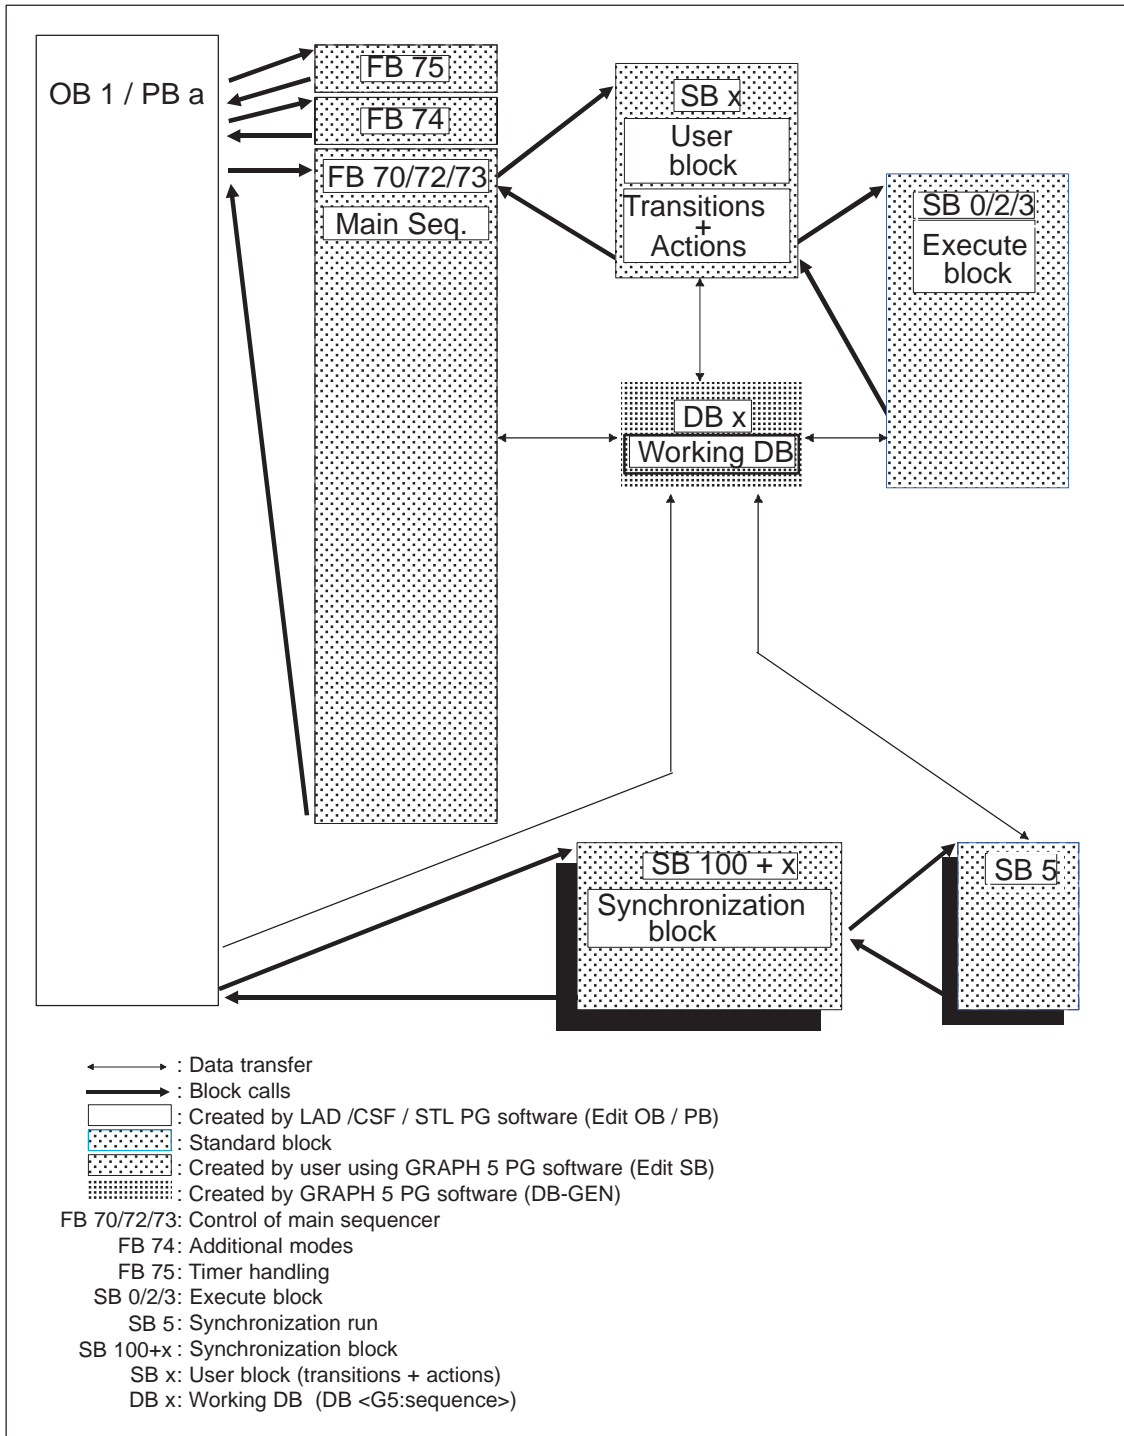 OB 1 / PB a
FB 75
FB 74
FB 70/72/73
Main Seq.
SB x
User
block
Transitions
+
Actions
SB 0/2/3
Execute
block
DB x
Working DB
SB 100 + x
Synchronization
block
SB 5
: Data transfer
: Block calls
: Created by LAD /CSF / STL PG software (Edit OB / PB)
: Standard block
: Created by user using GRAPH 5 PG software (Edit SB)
: Created by GRAPH 5 PG software (DB-GEN)
FB 70/72/73: Control of main sequencer
FB 74: Additional modes
FB 75: Timer handling
SB 0/2/3: Execute block
SB 5: Synchronization run
SB 100+x : Synchronization block
SB x: User block (transitions + actions)
DB x: Working DB (DB <G5:sequence>)